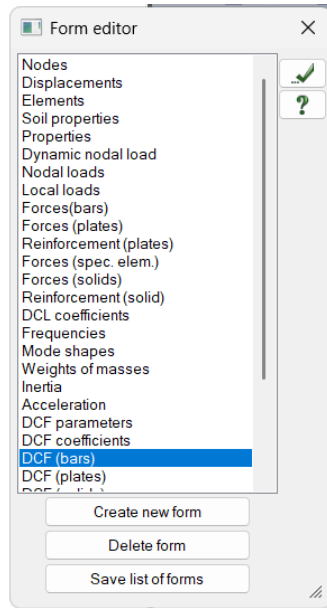 Form editor
Nodes
Displacements
Elements
Soil properties
Properties
Dynamic nodal load
Nodal loads
Local loads
Forces(bars)
Forces (plates)
Reinforcement (plates)
Forces (spec. elem.)
Forces (solids)
Reinforcement (solid)
DCL coefficients
Frequencies
Mode shapes
Weights of masses
Inertia
Acceleration
DCF parameters
DCF coefficients
DCF (bars)
DCF (plates)
DCF (solids)
?
Create new form
Delete form
Save list of forms